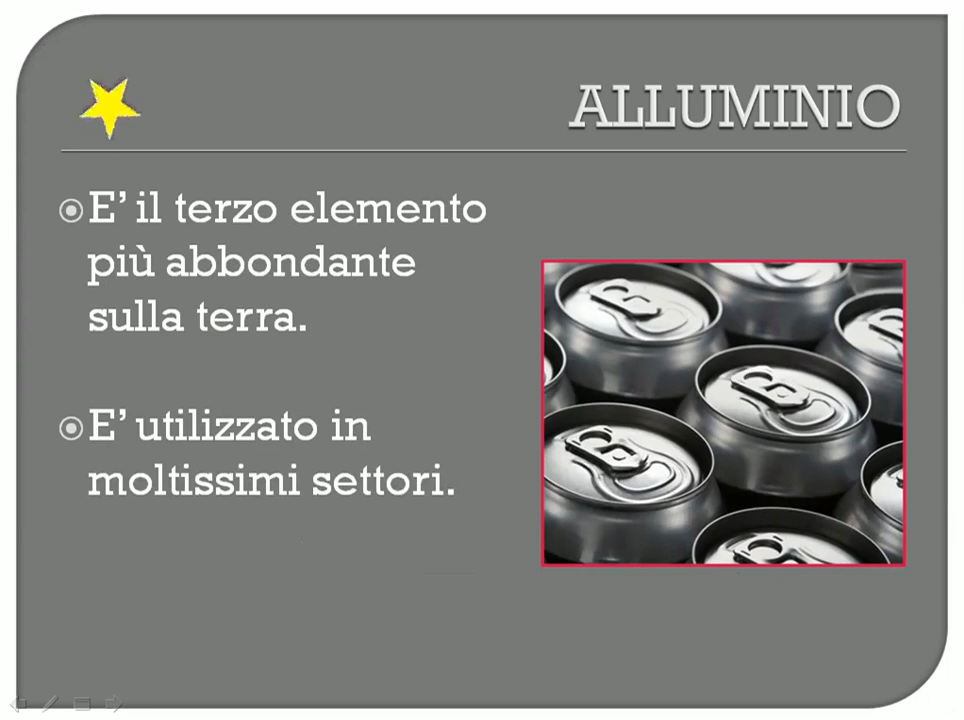 ALLUMINIO
E’ il terzo elemento
più abbondante
sulla terra.
E’ utilizzato in
moltissimi settori.